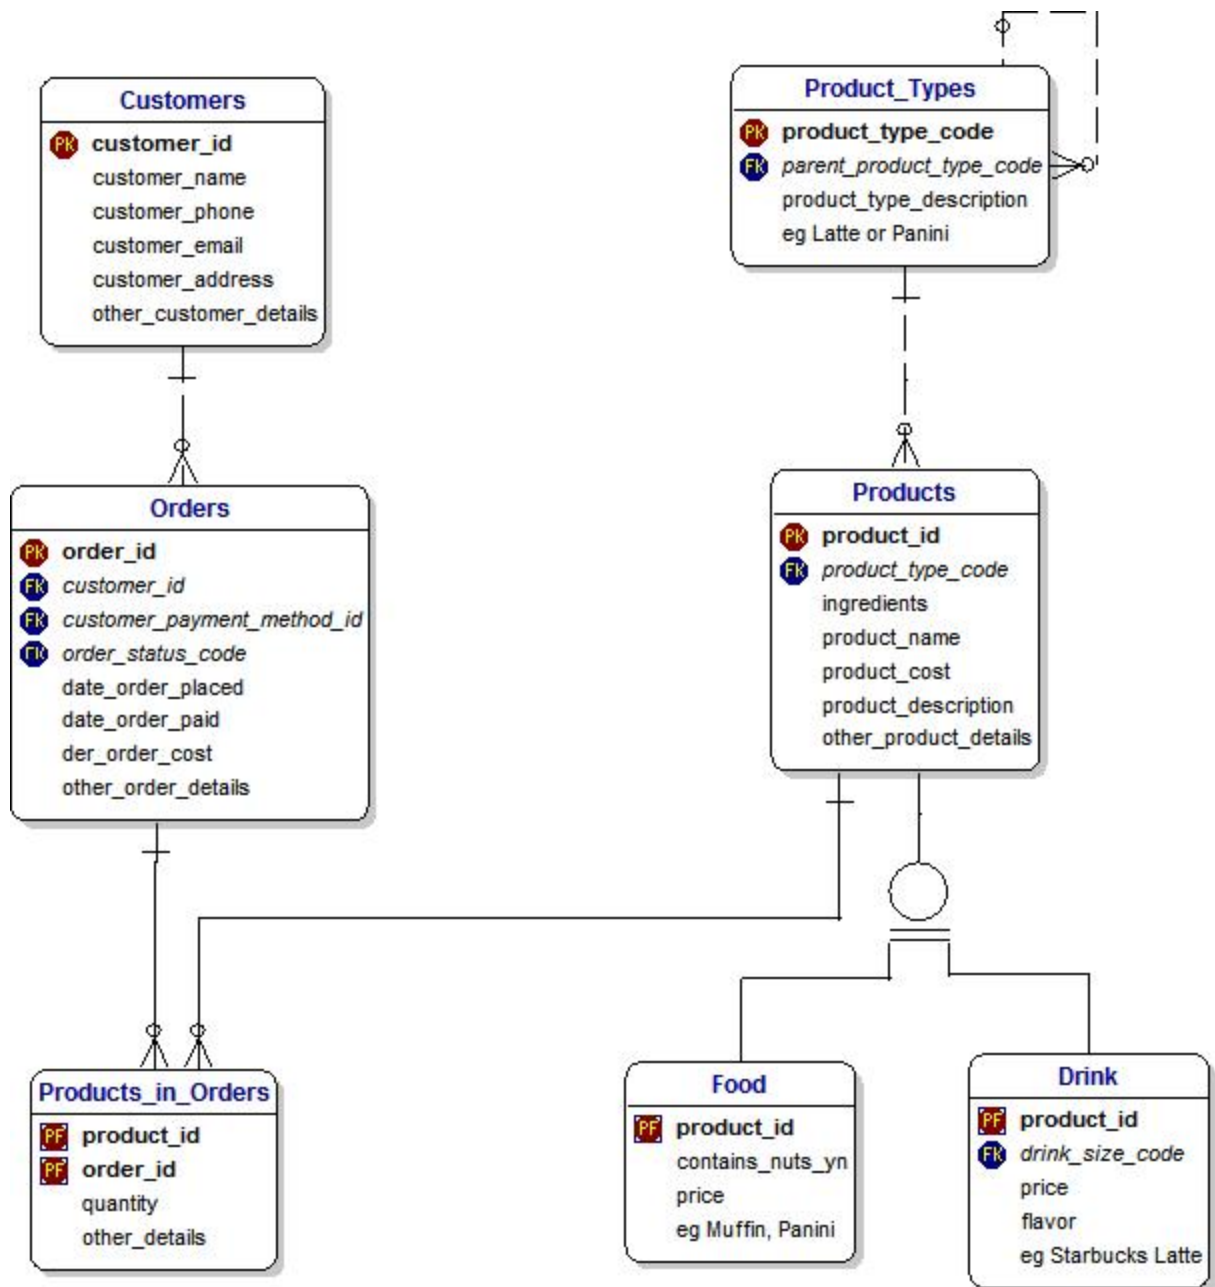 Customers
PK customer_id
customer_name
customer_phone
customer_email
customer_address
other_customer_details
Product_Types
PK product_type_code
FK parent_product_type_code
product_type_description
eg Latte or Panini
Orders
PK order_id
FK customer_id
FK customer_payment_method_id
FK order_status_code
date_order_placed
date_order_paid
der_order_cost
other_order_details
Products
PK product_id
FK product_type_code
ingredients
product_name
product_cost
product_description
other_product_details
Products_in_Orders
PF product_id
PF order_id
quantity
other_details
Food
PF product_id
contains_nuts_yn
price
eg Muffin, Panini
Drink
PF product_id
FK drink_size_code
price
flavor
eg Starbucks Latte